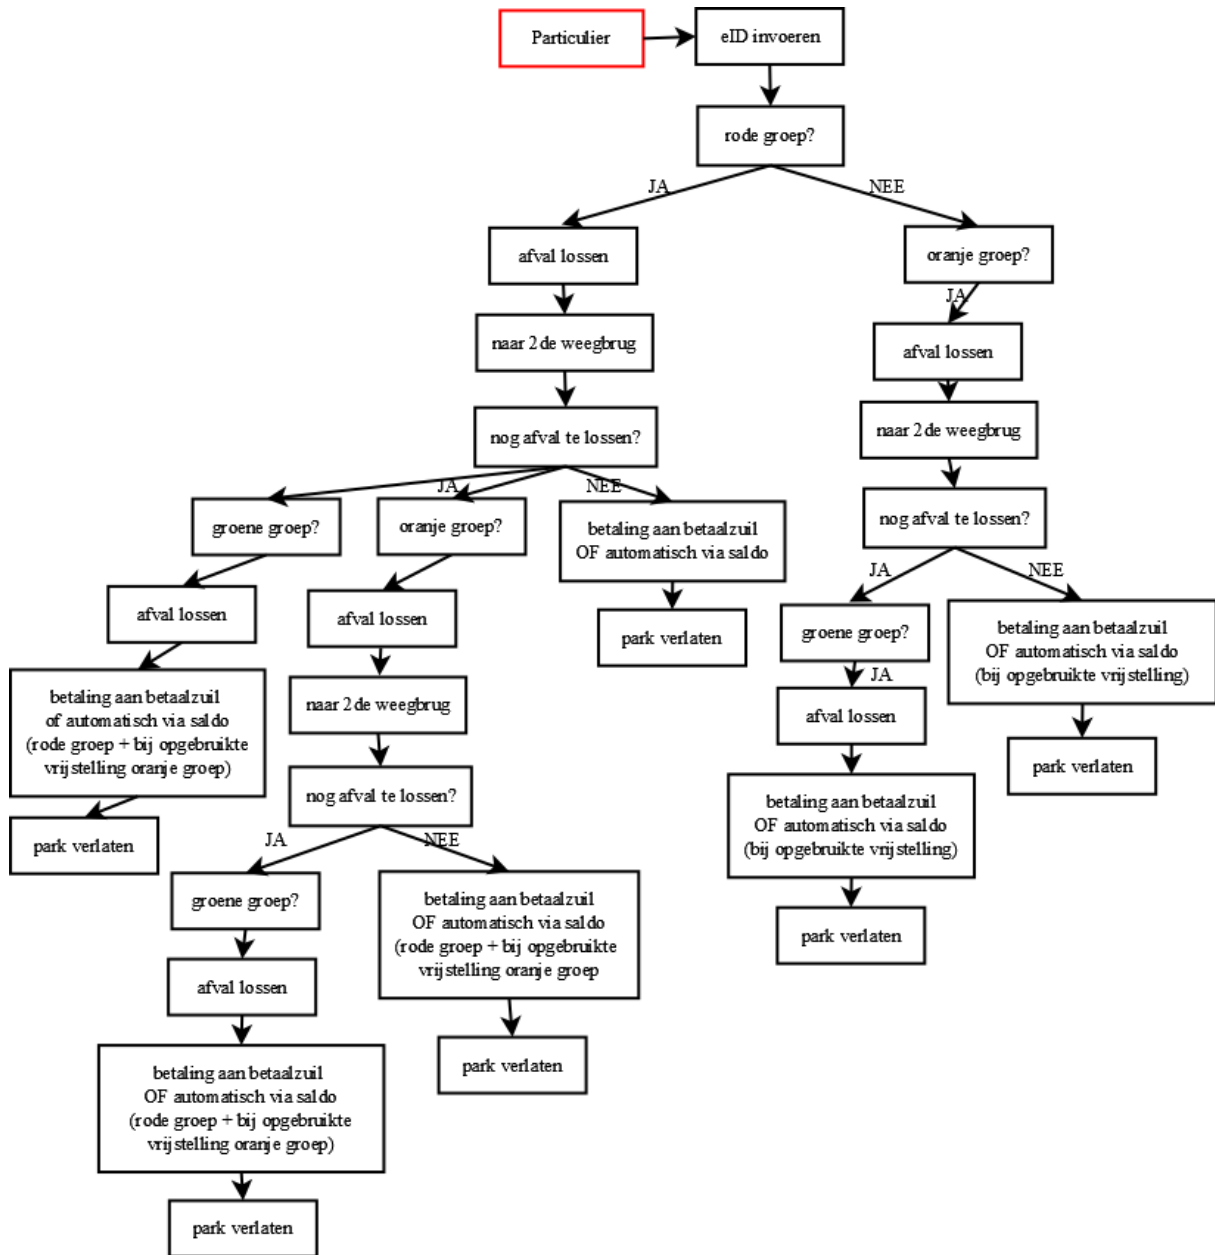 Particulier
eID invoeren
rode groep?
JA
NEE
afval lossen
oranje groep?
JA
naar 2de weegbrug
afval lossen
naar 2de weegbrug
nog afval te lossen?
JA
NEE
groene groep?
oranje groep?
betaling aan betaalzuil
OF automatisch via saldo
nog afval te lossen?
JA
NEE
afval lossen
afval lossen
park verlaten
groene groep?
betaling aan betaalzuil
OF automatisch via saldo
(bij opgebruikte vrijstelling)
JA
betaling aan betaalzuil
of automatisch via saldo
(rode groep + bij opgebruikte
vrijstelling oranje groep)
naar 2de weegbrug
afval lossen
park verlaten
nog afval te lossen?
betaling aan betaalzuil
OF automatisch via saldo
(bij opgebruikte vrijstelling)
park verlaten
JA
NEE
groene groep?
betaling aan betaalzuil
OF automatisch via saldo
(rode groep + bij opgebruikte
vrijstelling oranje groep
park verlaten
afval lossen
park verlaten
betaling aan betaalzuil
OF automatisch via saldo
(rode groep + bij opgebruikte
vrijstelling oranje groep)
park verlaten